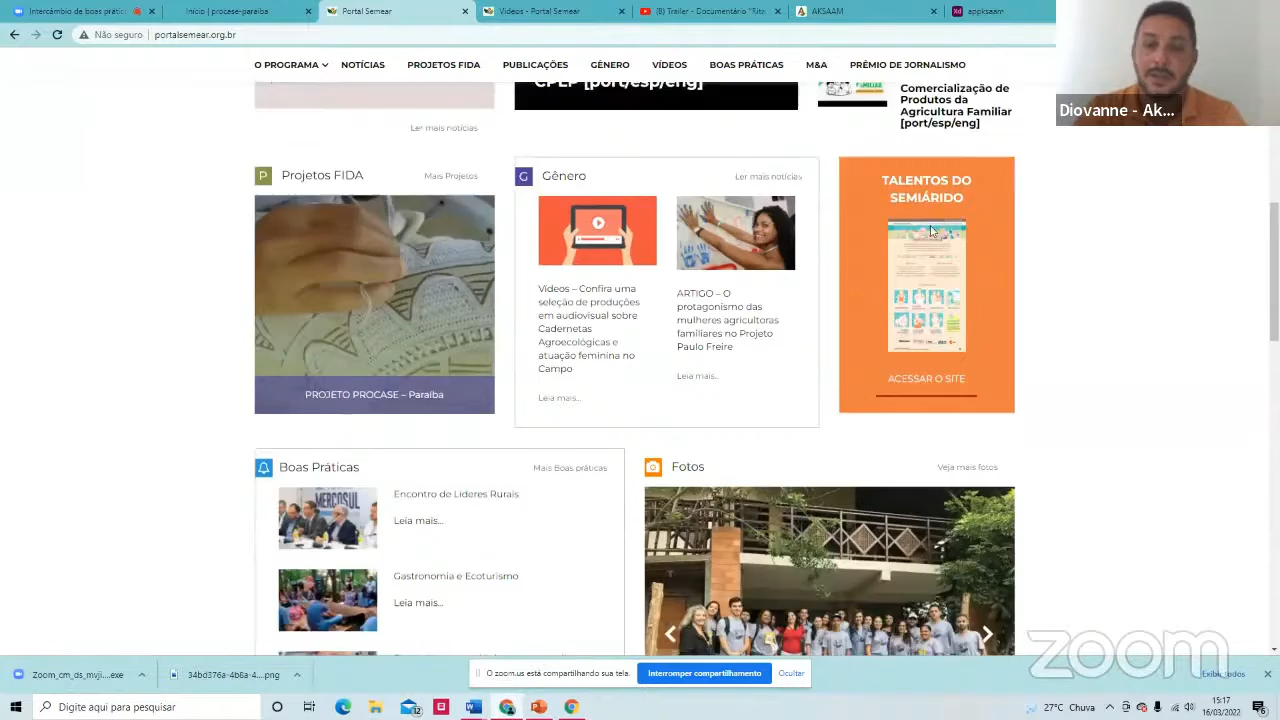 Intercâmbio de boas prátic
Início | procase-paraiba
Portal Semear
Vídeos - Portal Semear
(8) Trailer - Documentário "Rita
AKSAAM
appksaam
Não seguro | portalsemear.org.br
O PROGRAMA
NOTÍCIAS
PROJETOS FIDA
PUBLICAÇÕES
GÊNERO
VÍDEOS
BOAS PRÁTICAS
M&A
PRÊMIO DE JORNALISMO
Diovanne - Ak...
CPLP [port/esp/eng]
Comercialização de
Produtos da
Agricultura Familiar
[port/esp/eng]
Ler mais notícias
P Projetos FIDA
Mais Projetos
PROJETO PROCASE – Paraíba
G Gênero
Ler mais notícias
Vídeos – Confira uma
seleção de produções
em audiovisual sobre
Cadernetas
Agroecológicas e
atuação feminina no
Campo
Leia mais...
ARTIGO – O
protagonismo das
mulheres agricultoras
familiares no Projeto
Paulo Freire
Leia mais...
TALENTOS DO
SEMIÁRIDO
ACESSAR O SITE
Boas Práticas
Mais Boas práticas
MERCOSUL
Encontro de Líderes Rurais
Leia mais...
Gastronomia e Ecoturismo
Leia mais...
Fotos
Veja mais fotos
zoom
Zoom_cm_fo42mnji....exe
34bd376a-4b8a-4....png
O zoom.us está compartilhando sua tela.
Interromper compartilhamento
Ocultar
Exibir todos
Digite aqui para pesquisar
12
27°C Chuva
15:17
16/03/2022
6